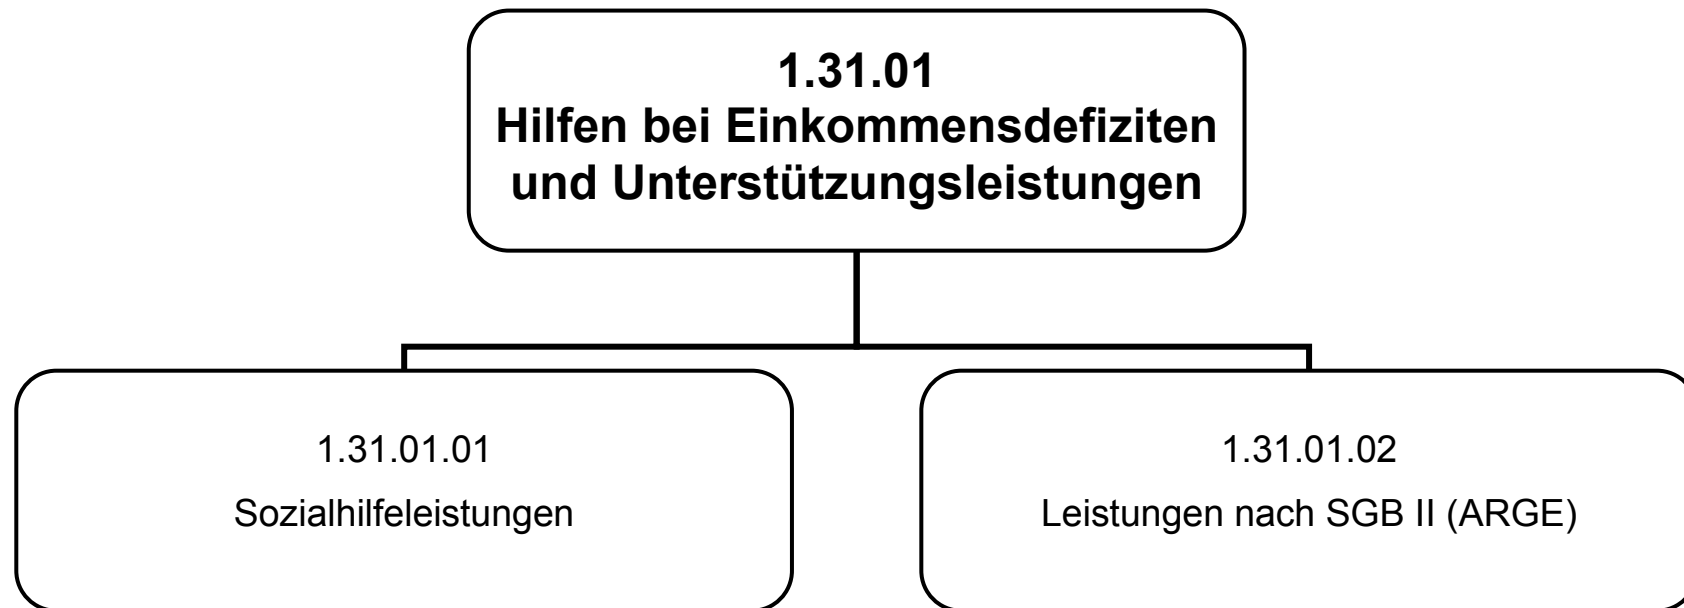 1.31.01
Hilfen bei Einkommensdefiziten
und Unterstützungsleistungen
1.31.01.01
Sozialhilfeleistungen
1.31.01.02
Leistungen nach SGB II (ARGE)